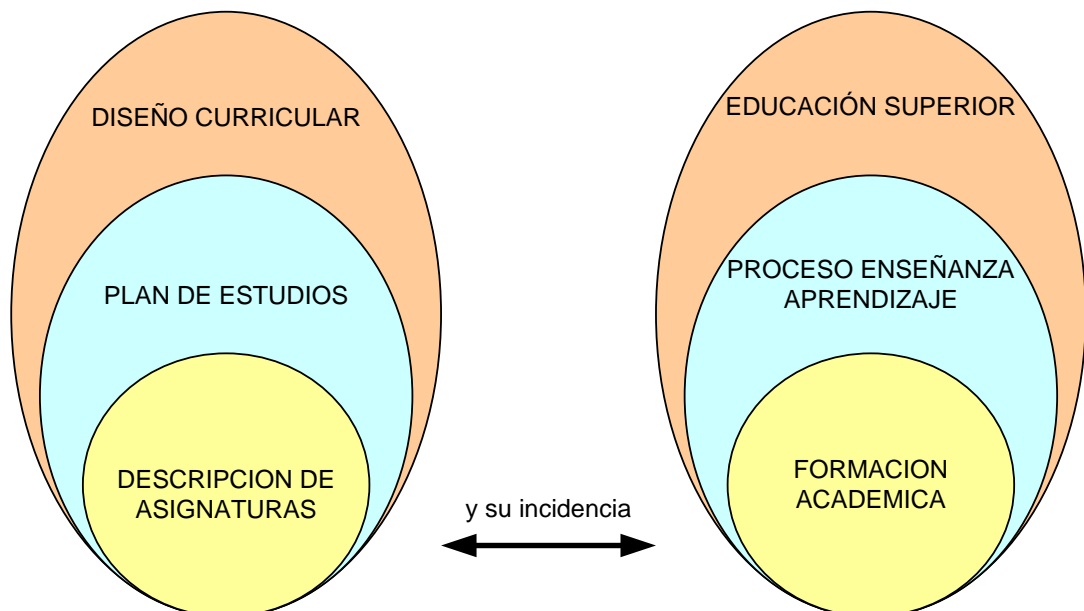 DISEÑO CURRICULAR
PLAN DE ESTUDIOS
DESCRIPCION DE
ASIGNATURAS
y su incidencia
EDUCACIÓN SUPERIOR
PROCESO ENSEÑANZA
APRENDIZAJE
FORMACION
ACADEMICA